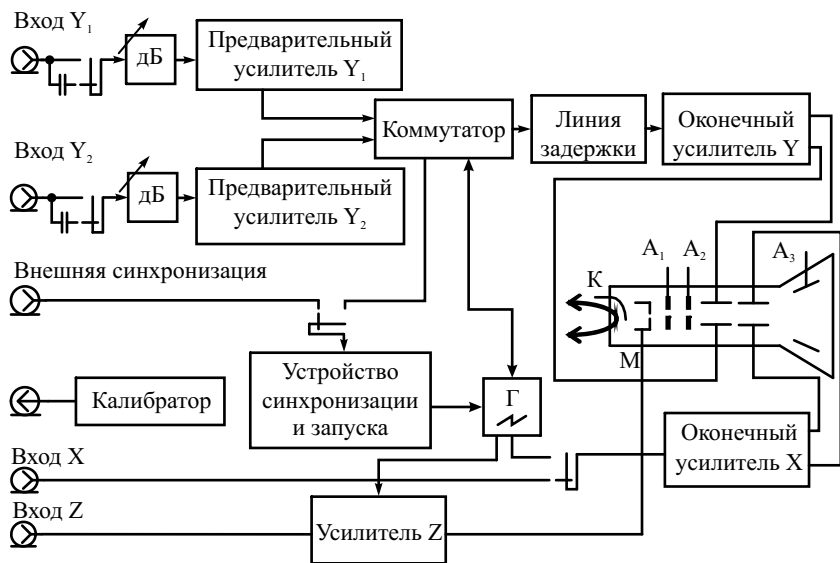 Вход Y1
дБ
Предварительный
усилитель Y1
Коммутатор
Линия
задержки
Оконечный
усилитель Y
Вход Y2
дБ
Предварительный
усилитель Y2
Внешняя синхронизация
A1
A2
A3
К
М
Калибратор
Устройство
синхронизации
и запуска
Г
Оконечный
усилитель X
Вход X
Вход Z
Усилитель Z